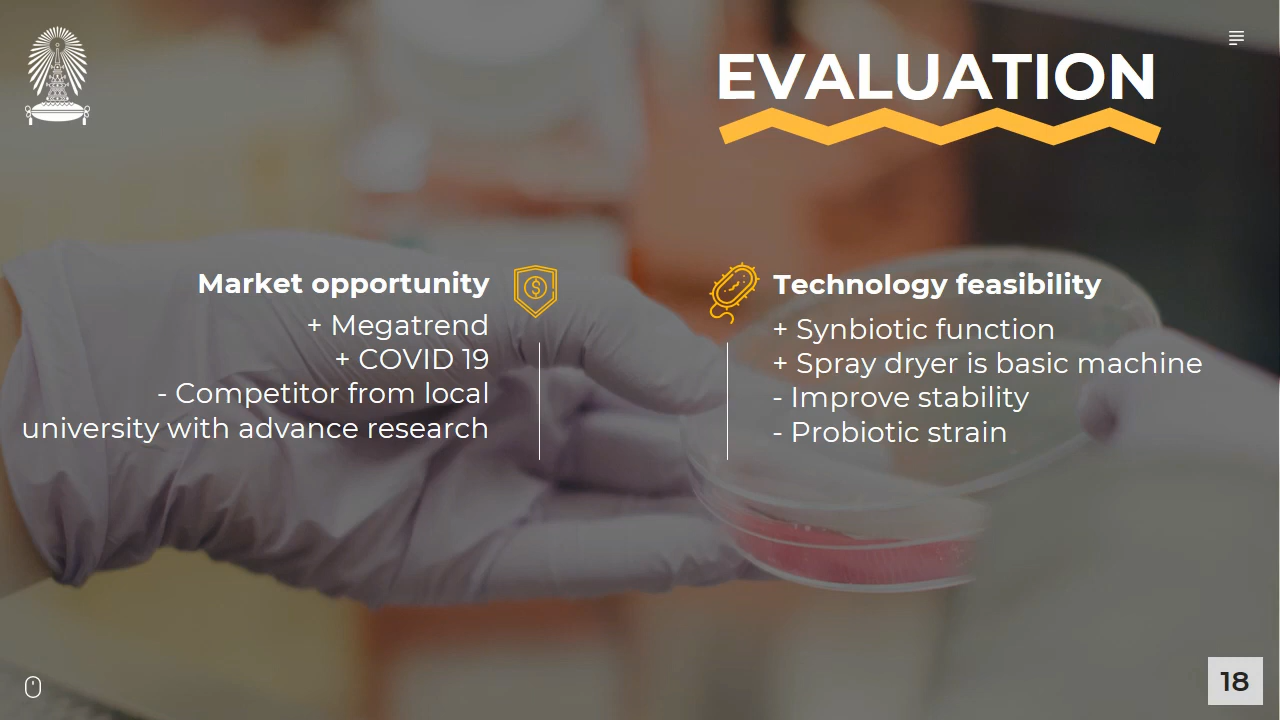 EVALUATION
Market opportunity
+ Megatrend
+ COVID 19
- Competitor from local
university with advance research
Technology feasibility
+ Synbiotic function
+ Spray dryer is basic machine
- Improve stability
- Probiotic strain
18